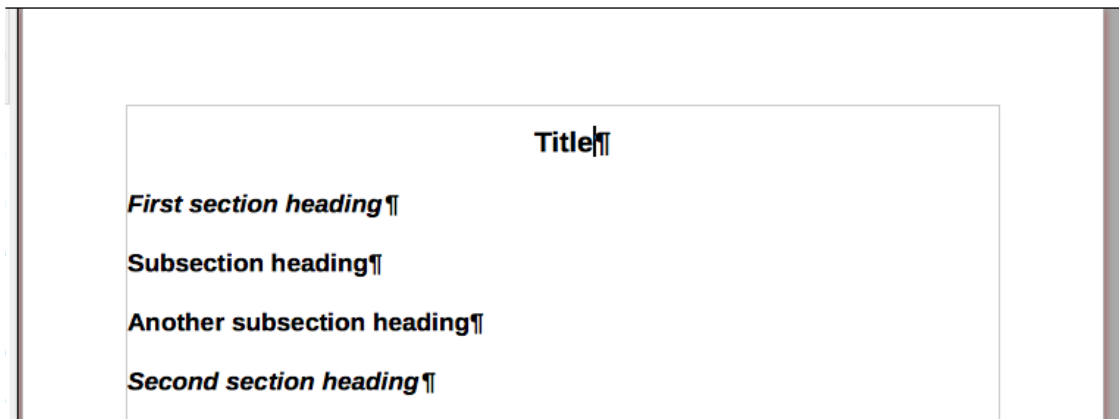 Title¶
First section heading¶
Subsection heading¶
Another subsection heading¶
Second section heading¶